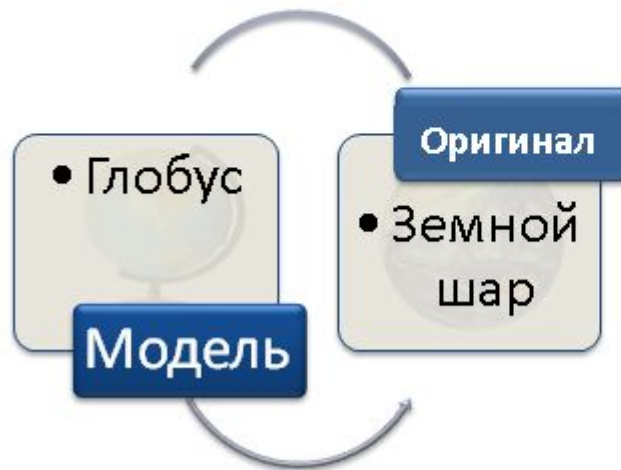 • Глобус
Модель
Оригинал
• Земной
шар